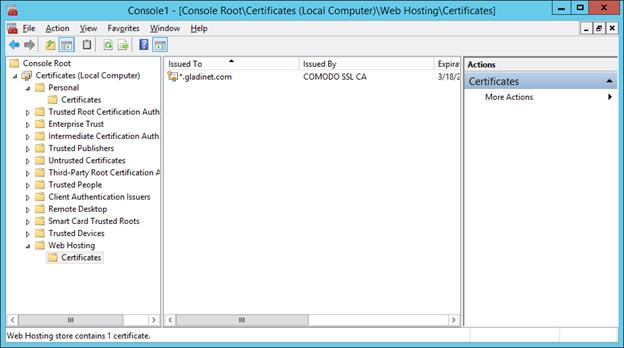 Console1 - [Console Root\Certificates (Local Computer)\Web Hosting\Certificates]
File Action View Favorites Window Help
Console Root
Certificates (Local Computer)
Personal
Certificates
Trusted Root Certification Auth
Enterprise Trust
Intermediate Certification Auth
Trusted Publishers
Untrusted Certificates
Third-Party Root Certification A
Trusted People
Client Authentication Issuers
Remote Desktop
Smart Card Trusted Roots
Trusted Devices
Web Hosting
Certificates
Issued To Issued By Expirat
*.gladinet.com COMODO SSL CA 3/18/2
Actions
Certificates
More Actions
Web Hosting store contains 1 certificate.